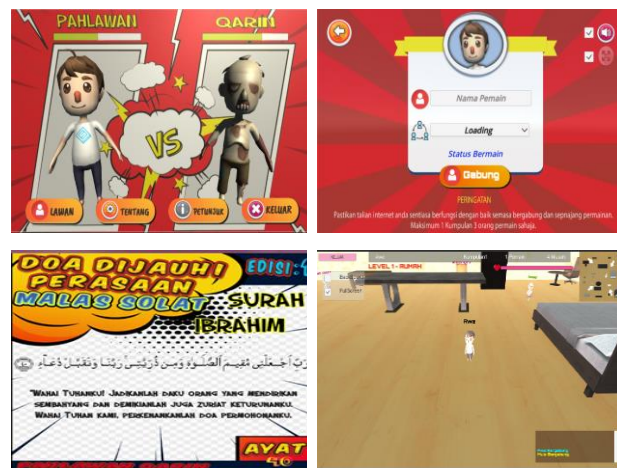 PAHLAWAN
QARIN
VS
LAWAN
TENTANG
PETUNJUK
KELUAR
Nama Pemain
Loading
Status Bermain
Gabung
PERINGATAN
Pastikan talian internet anda sentiasa berfungsi dengan baik semasa bergabung dan sepanjang permainan.
Maksimum 1 Kumpulan 3 orang pemain sahaja.
DOA DIJAUHI
PERASAAN
MALAS SOLAT
EDISI:
SURAH
IBRAHIM
رَبِّ ٱجْعَلْنِى مُقِيمَ ٱلصَّلَوٰةِ وَمِن ذُرِّيَّتِى رَبَّنَا وَتَقَبَّلْ دُعَآءِ
"WAHAI TUHANKU! JADIKANLAH DAKU ORANG YANG MENDIRIKAN
SEMBAHYANG DAN DEMIKIANLAH JUGA ZURIAT KETURUNANKU.
WAHAI TUHAN KAMI, PERKENANKANLAH DOA PERMOHONANKU.
AYAT
40
LEVEL 1 - RUMAH